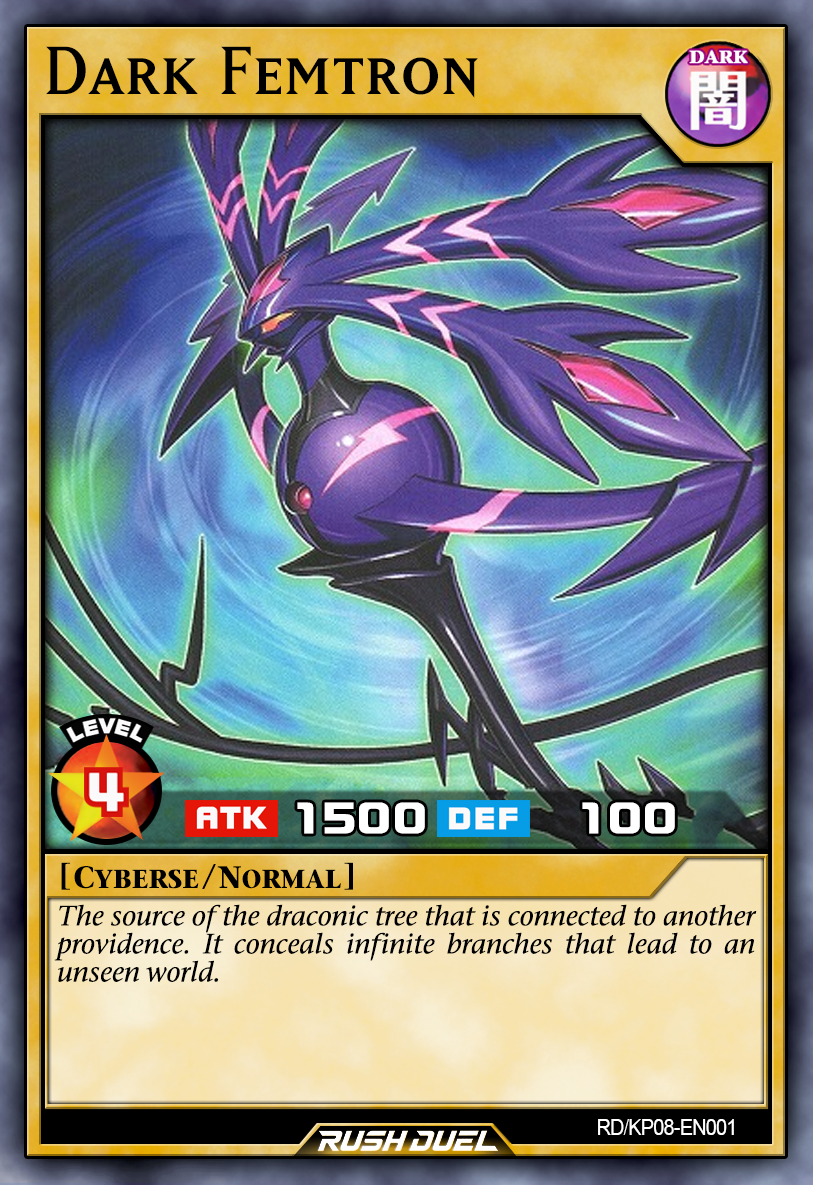 DARK FEMTRON
DARK
闇
LEVEL
4
ATK 1500 DEF 100
[CYBERSE/NORMAL]
The source of the draconic tree that is connected to another
providence. It conceals infinite branches that lead to an
unseen world.
RD/KP08-EN001
RUSH DUEL